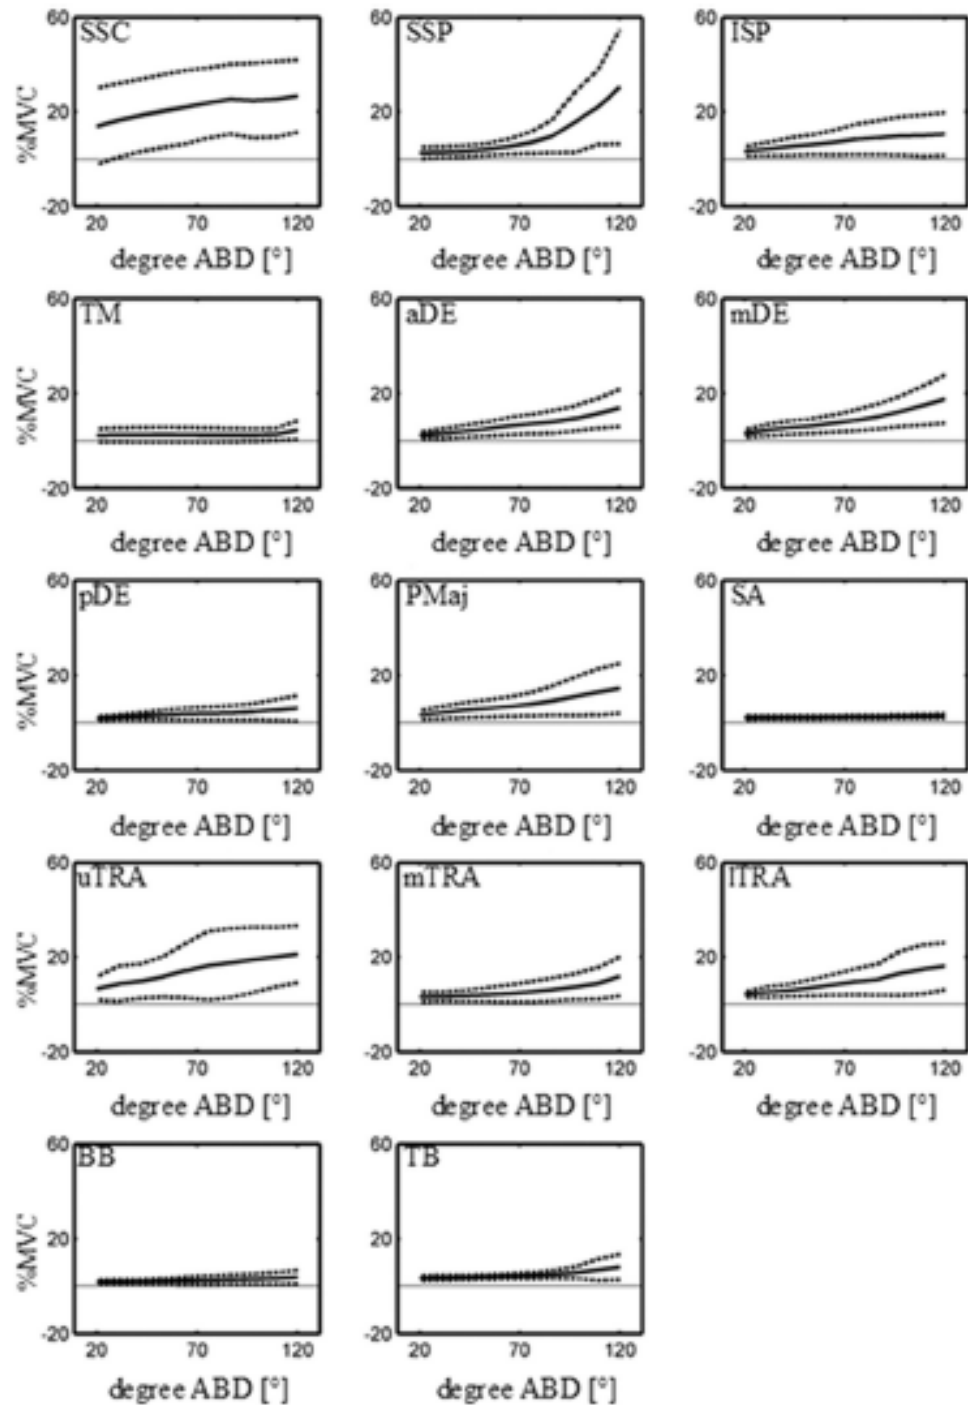 60 SSC 60 SSP 60 ISP
%MVC 20 20 20
-20 -20 -20
20 70 120 20 70 120 20 70 120
degree ABD [°] degree ABD [°] degree ABD [°]
60 TM 60 aDE 60 mDE
%MVC 20 20 20
-20 -20 -20
20 70 120 20 70 120 20 70 120
degree ABD [°] degree ABD [°] degree ABD [°]
60 pDE 60 PMaj 60 SA
%MVC 20 20 20
-20 -20 -20
20 70 120 20 70 120 20 70 120
degree ABD [°] degree ABD [°] degree ABD [°]
60 uTRA 60 mTRA 60 lTRA
%MVC 20 20 20
-20 -20 -20
20 70 120 20 70 120 20 70 120
degree ABD [°] degree ABD [°] degree ABD [°]
60 BB 60 TB
%MVC 20 20
-20 -20
20 70 120 20 70 120
degree ABD [°] degree ABD [°]